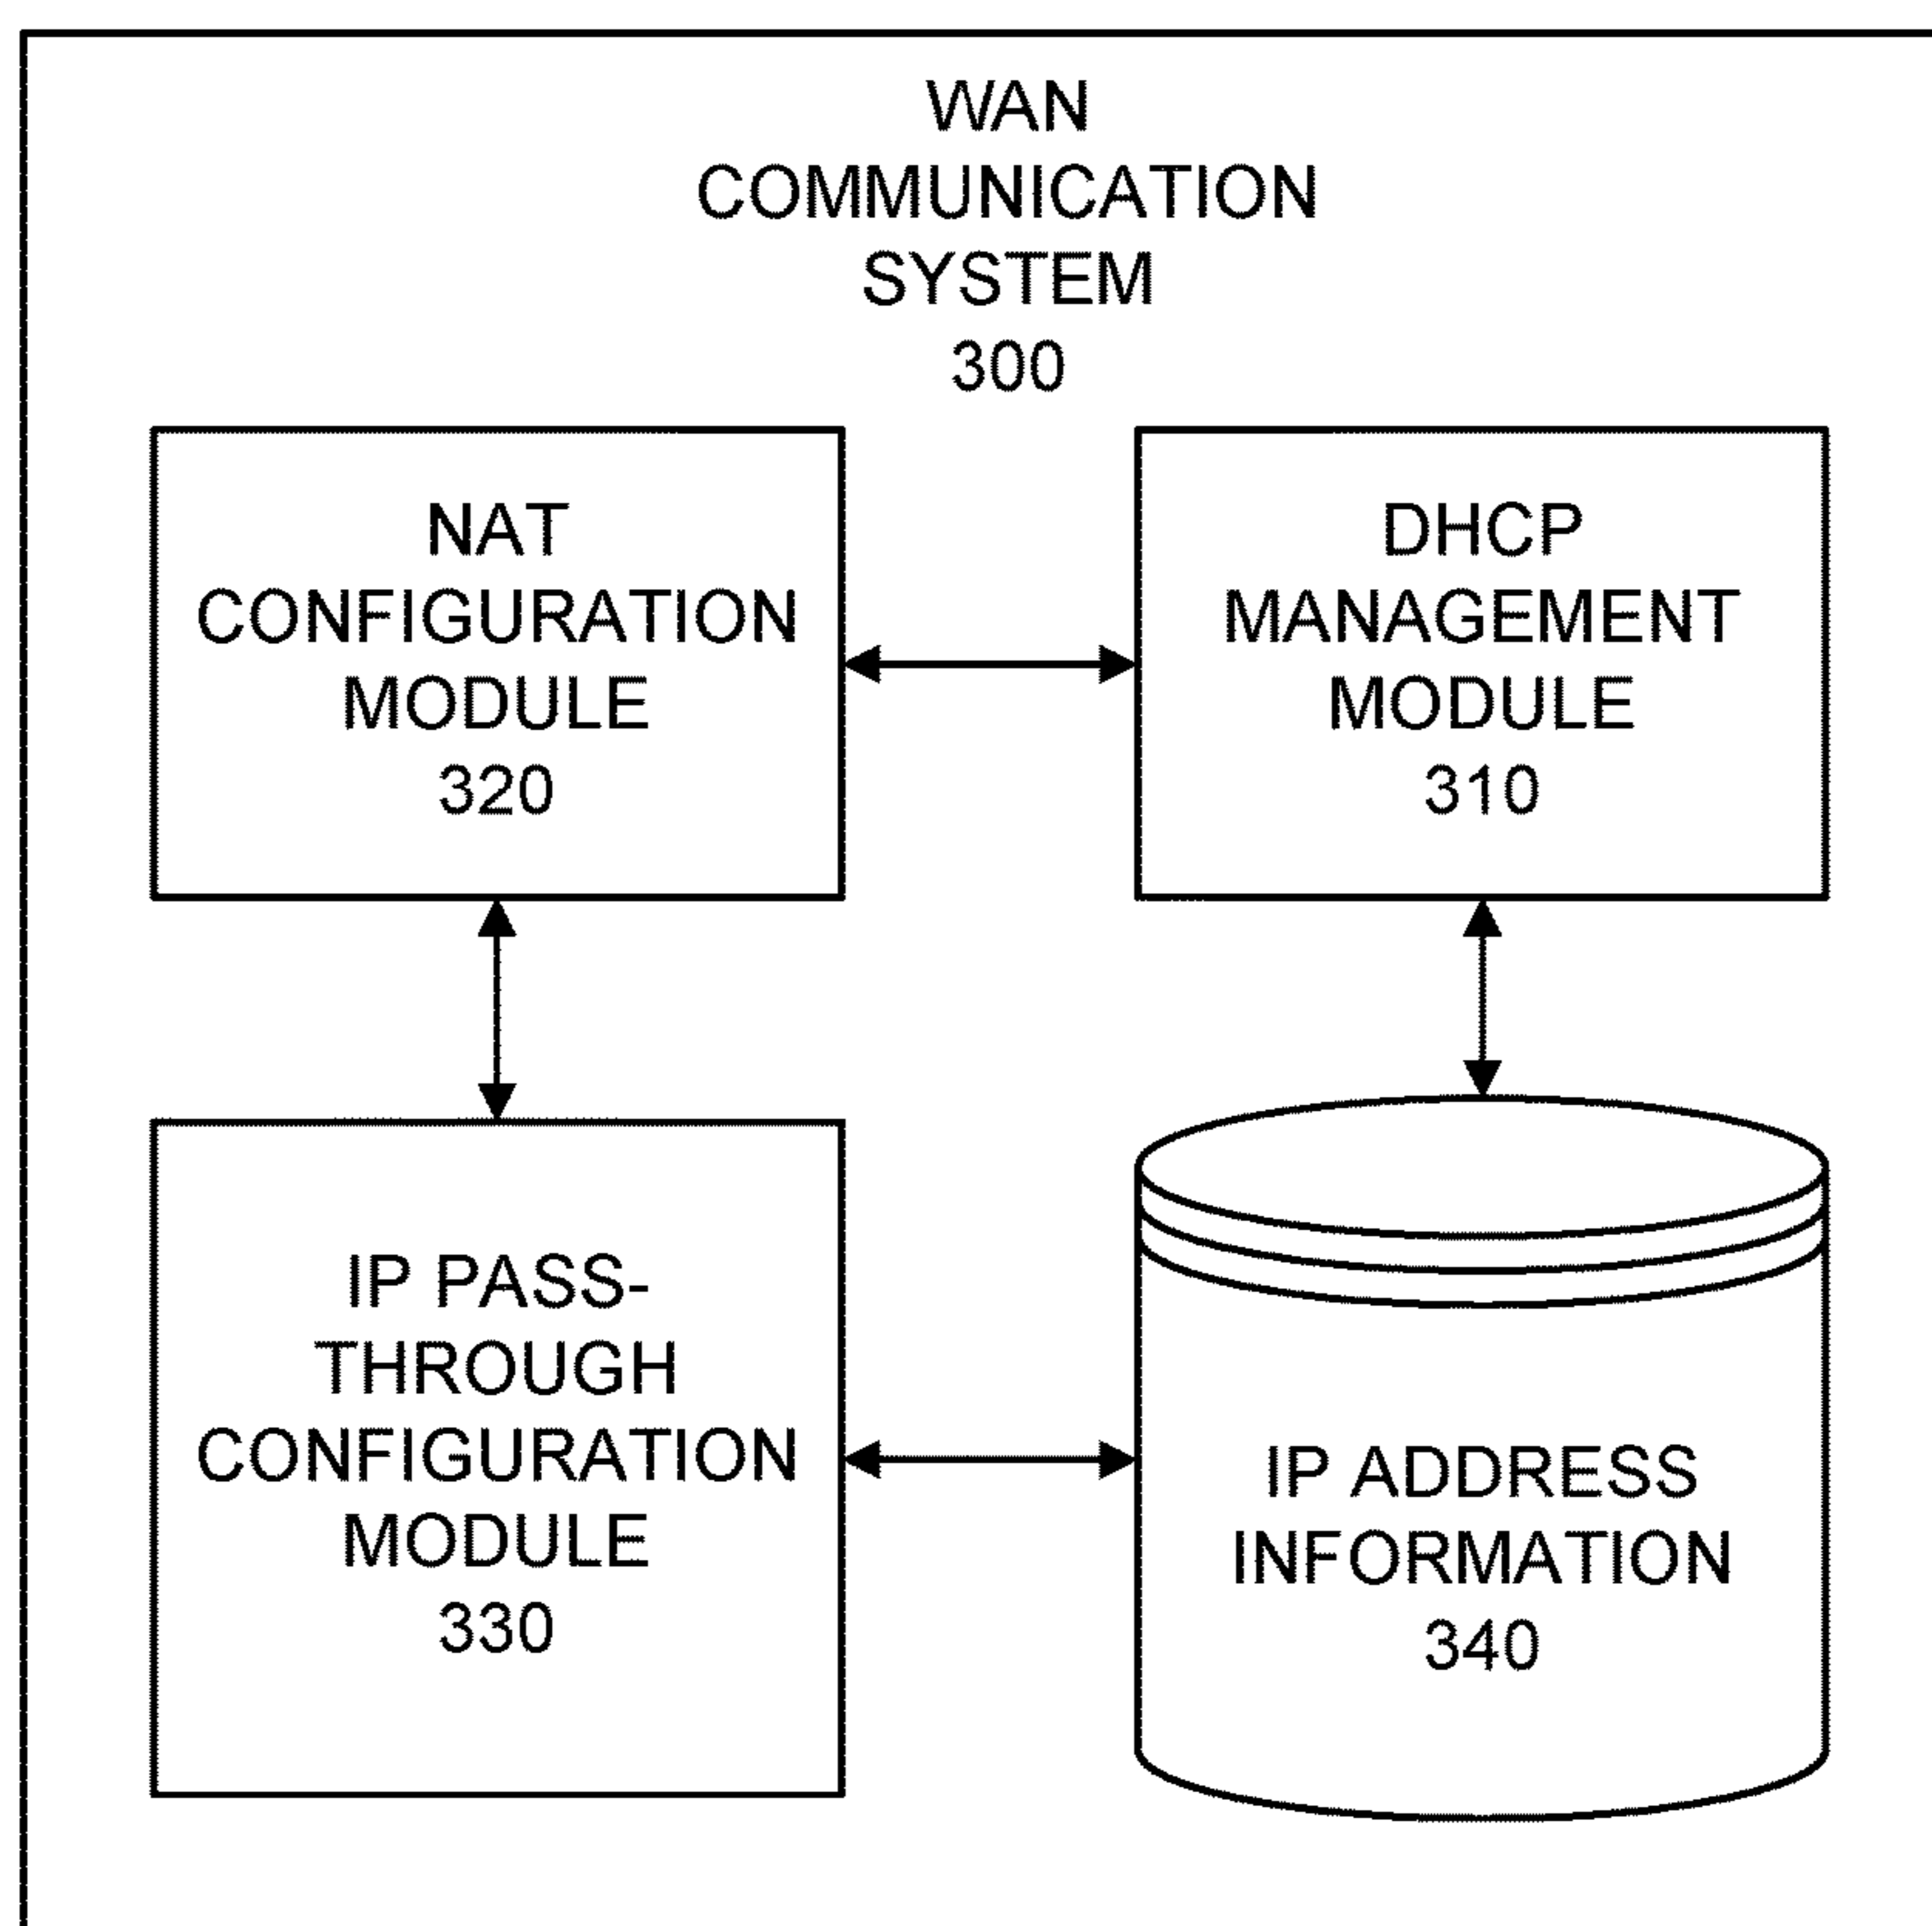 WAN
COMMUNICATION
SYSTEM
300
NAT
CONFIGURATION
MODULE
320
DHCP
MANAGEMENT
MODULE
310
IP PASS-
THROUGH
CONFIGURATION
MODULE
330
IP ADDRESS
INFORMATION
340